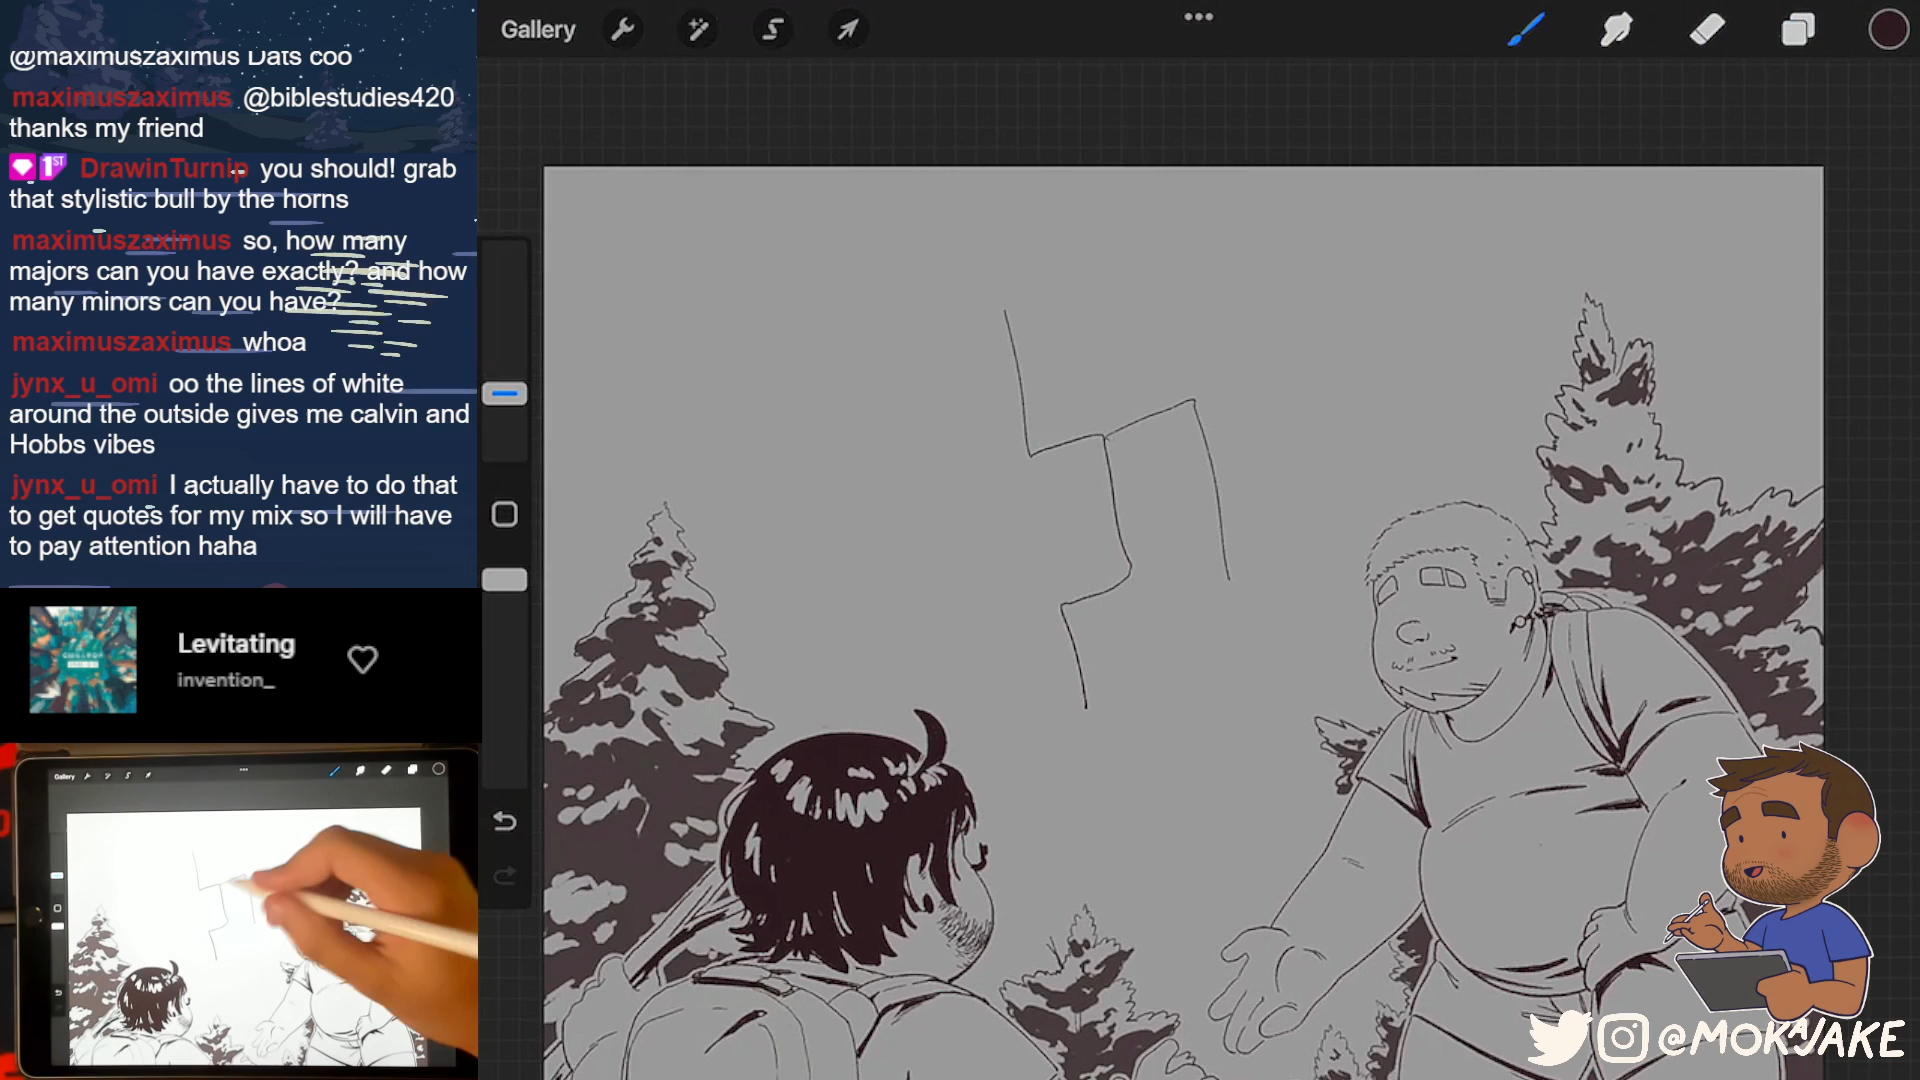 @maximuszaximus Dats coo
maximuszaximus @biblestudies420
thanks my friend
1ST DrawinTurnip you should! grab
that stylistic bull by the horns
maximuszaximus so, how many
majors can you have exactly? and how
many minors can you have?
maximuszaximus whoa
jynx_u_omi oo the lines of white
around the outside gives me calvin and
Hobbs vibes
jynx_u_omi I actually have to do that
to get quotes for my mix so I will have
to pay attention haha
Levitating
invention_
Gallery
Gallery
@MOKAJAKE